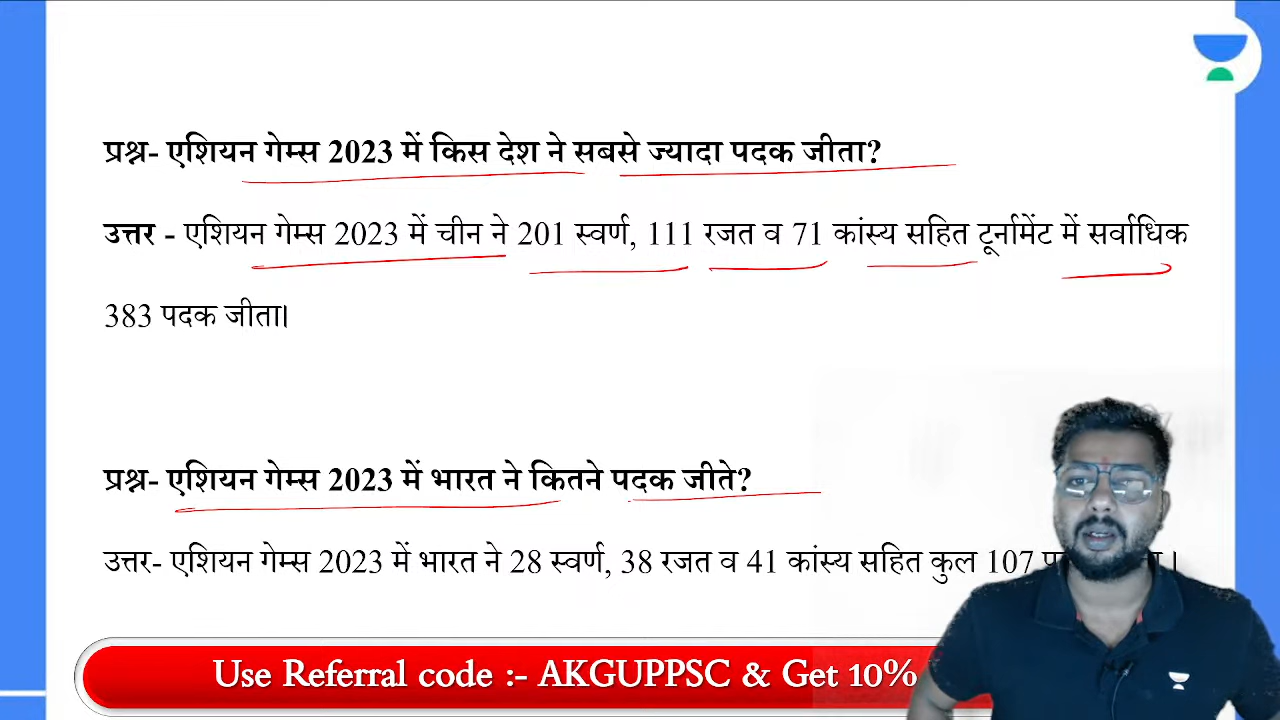 प्रश्न- एशियन गेम्स 2023 में किस देश ने सबसे ज्यादा पदक जीता?
उत्तर - एशियन गेम्स 2023 में चीन ने 201 स्वर्ण, 111 रजत व 71 कांस्य सहित टूर्नामेंट में सर्वाधिक
383 पदक जीता।
प्रश्न- एशियन गेम्स 2023 में भारत ने कितने पदक जीते?
उत्तर- एशियन गेम्स 2023 में भारत ने 28 स्वर्ण, 38 रजत व 41 कांस्य सहित कुल 107
Use Referral code :- AKGUPPSC & Get 10%